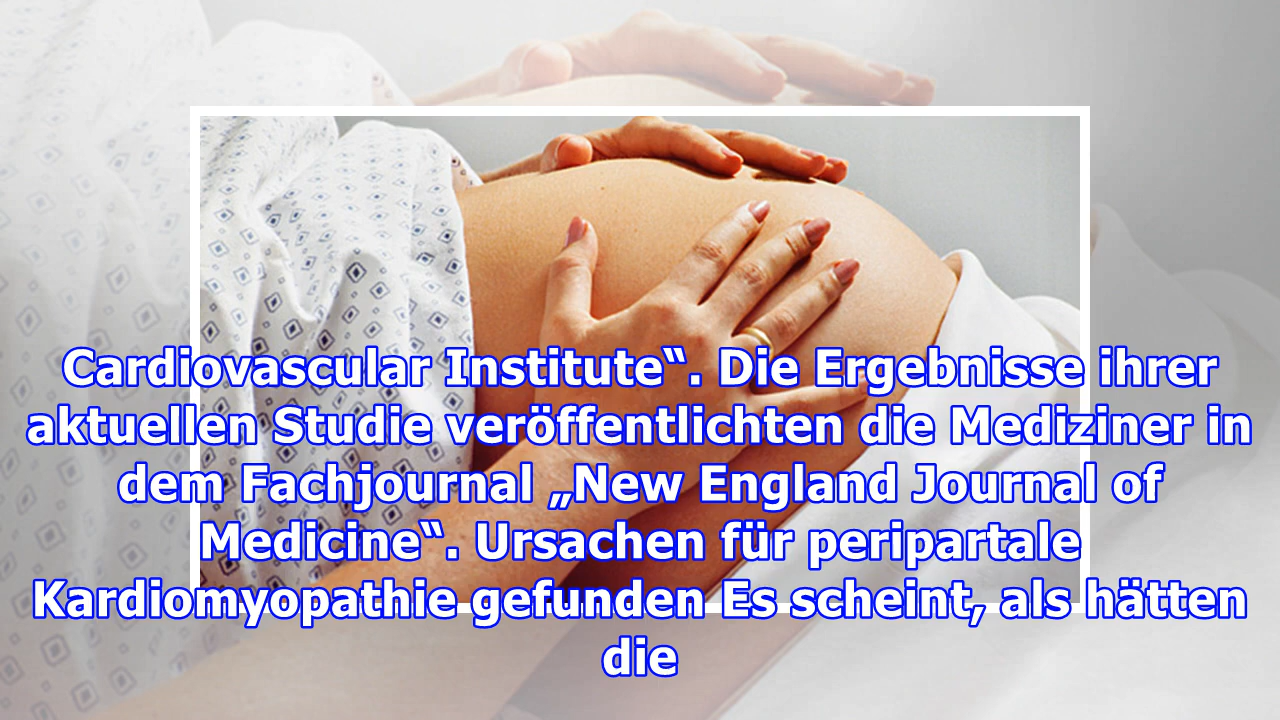 Cardiovascular Institute“. Die Ergebnisse ihrer
aktuellen Studie veröffentlichten die Mediziner in
dem Fachjournal „New England Journal of
Medicine“. Ursachen für peripartale
Kardiomyopathie gefunden Es scheint, als hätten
die